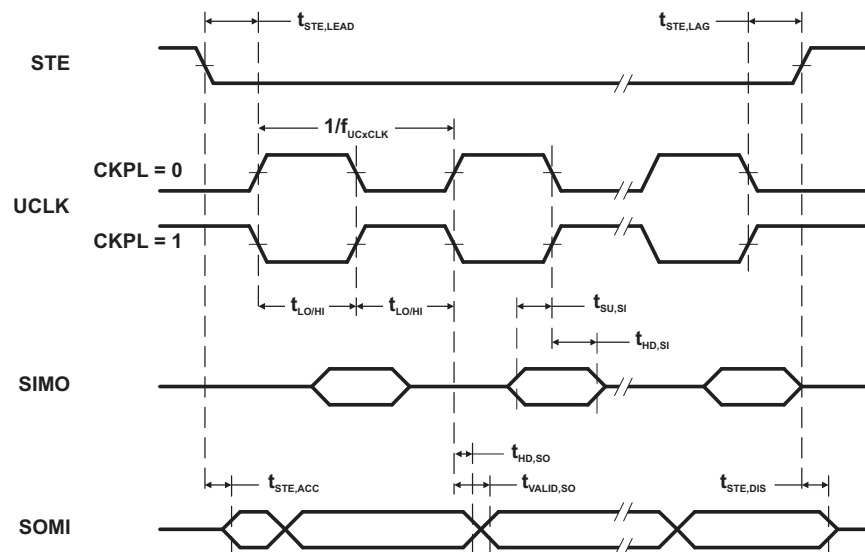 tSTE,LEAD
tSTE,LAG
STE
1/fUCxCLK
CKPL = 0
UCLK
CKPL = 1
tLO/HI
tLO/HI
tSU,SI
tHD,SI
SIMO
tHD,SO
tSTE,ACC
tVALID,SO
tSTE,DIS
SOMI